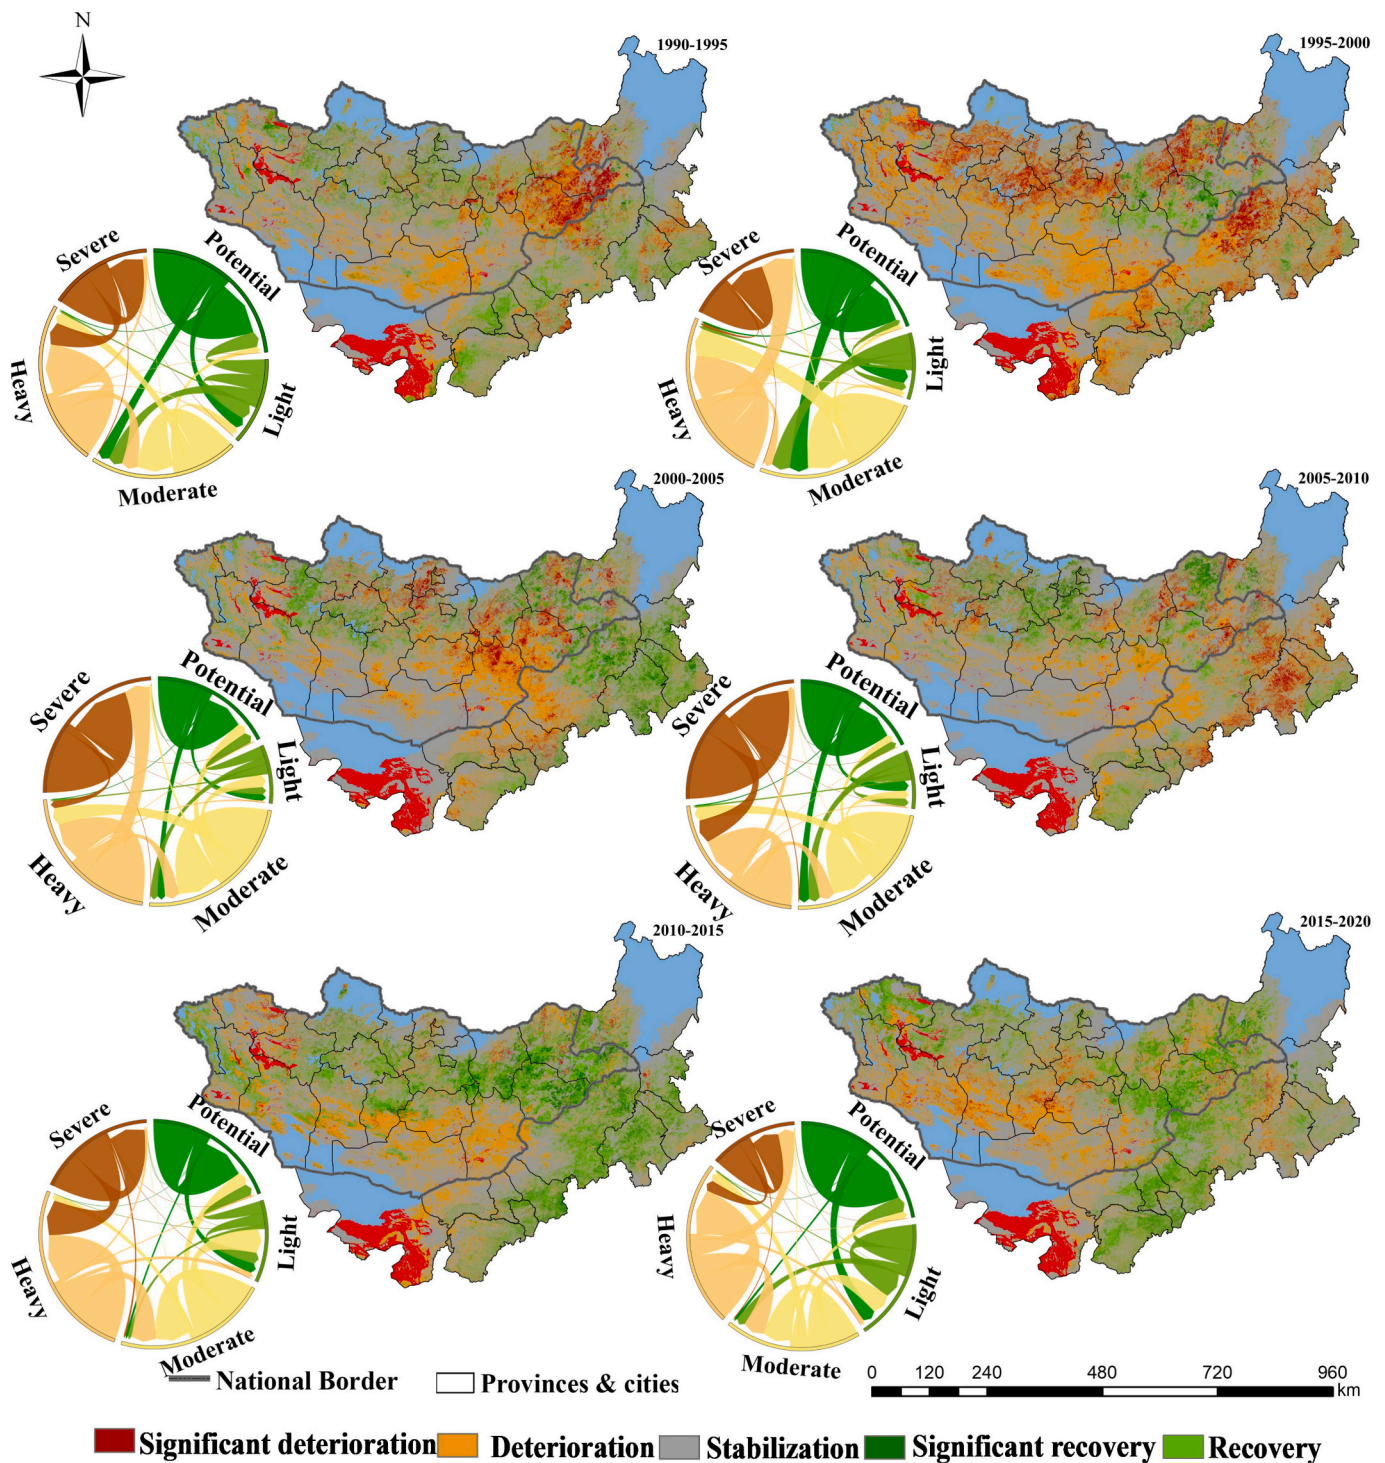 N
1990-1995
1995-2000
Severe
Potential
Heavy
Light
Moderate
Severe
Potential
Heavy
Light
Moderate
2000-2005
2005-2010
Severe
Potential
Light
Heavy
Moderate
Severe
Potential
Light
Heavy
Moderate
2010-2015
2015-2020
Severe
Potential
Light
Heavy
Moderate
Severe
Potential
Heavy
Light
Moderate
National Border
Provinces & cities
0 120 240 480 720 960
km
Significant deterioration
Deterioration
Stabilization
Significant recovery
Recovery